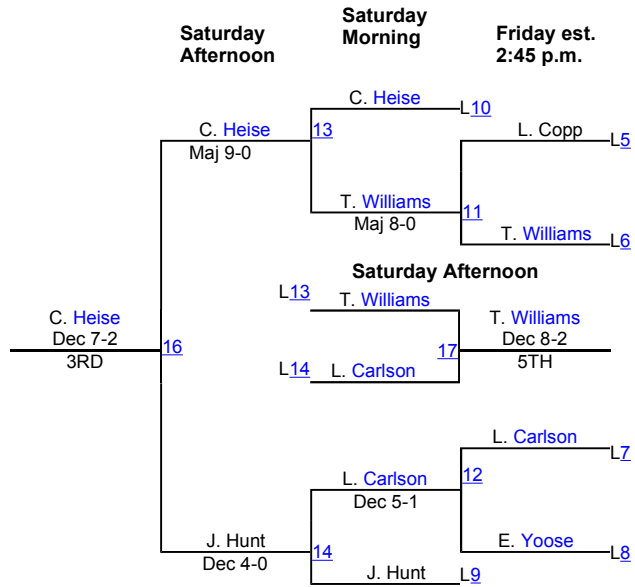 Saturday
Afternoon
Saturday
Morning
Friday est.
2:45 p.m.
C. Heise
L10
C. Heise
13
L. Copp
L5
Maj 9-0
T. Williams
11
Maj 8-0
T. Williams
L6
Saturday Afternoon
L13
T. Williams
C. Heise
T. Williams
Dec 7-2
16
17
Dec 8-2
3RD
5TH
L14
L. Carlson
L. Carlson
L7
L. Carlson
12
Dec 5-1
J. Hunt
14
E. Yoose
L8
Dec 4-0
J. Hunt
L9